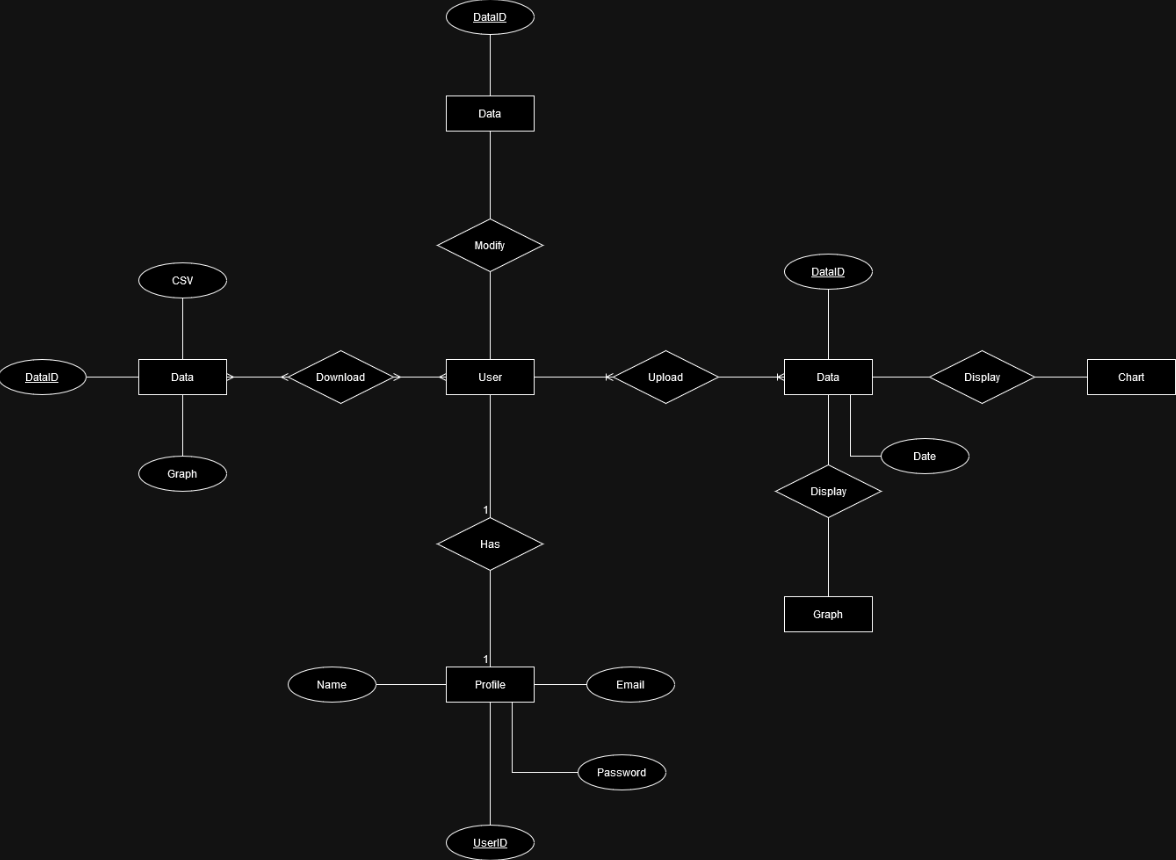 DataID
Data
Modify
CSV
DataID
DataID
Data
Download
User
Upload
Data
Display
Chart
Date
Graph
Display
1
Has
Graph
1
Name
Profile
Email
Password
UserID